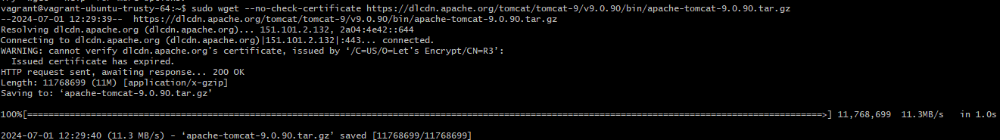 vagrant@vagrant-ubuntu-trusty-64:~$ sudo wget --no-check-certificate https://dlcdn.apache.org/tomcat/tomcat-9/v9.0.90/bin/apache-tomcat-9.0.90.tar.gz
--2024-07-01 12:29:39--  https://dlcdn.apache.org/tomcat/tomcat-9/v9.0.90/bin/apache-tomcat-9.0.90.tar.gz
Resolving dlcdn.apache.org (dlcdn.apache.org)... 151.101.2.132, 2a04:4e42::644
Connecting to dlcdn.apache.org (dlcdn.apache.org)|151.101.2.132|:443... connected.
WARNING: cannot verify dlcdn.apache.org's certificate, issued by ‘/C=US/O=Let's Encrypt/CN=R3’:
  Issued certificate has expired.
HTTP request sent, awaiting response... 200 OK
Length: 11768699 (11M) [application/x-gzip]
Saving to: ‘apache-tomcat-9.0.90.tar.gz’
100%[=====================================================================================================================================================>] 11,768,699  11.3MB/s   in 1.0s
2024-07-01 12:29:40 (11.3 MB/s) - ‘apache-tomcat-9.0.90.tar.gz’ saved [11768699/11768699]